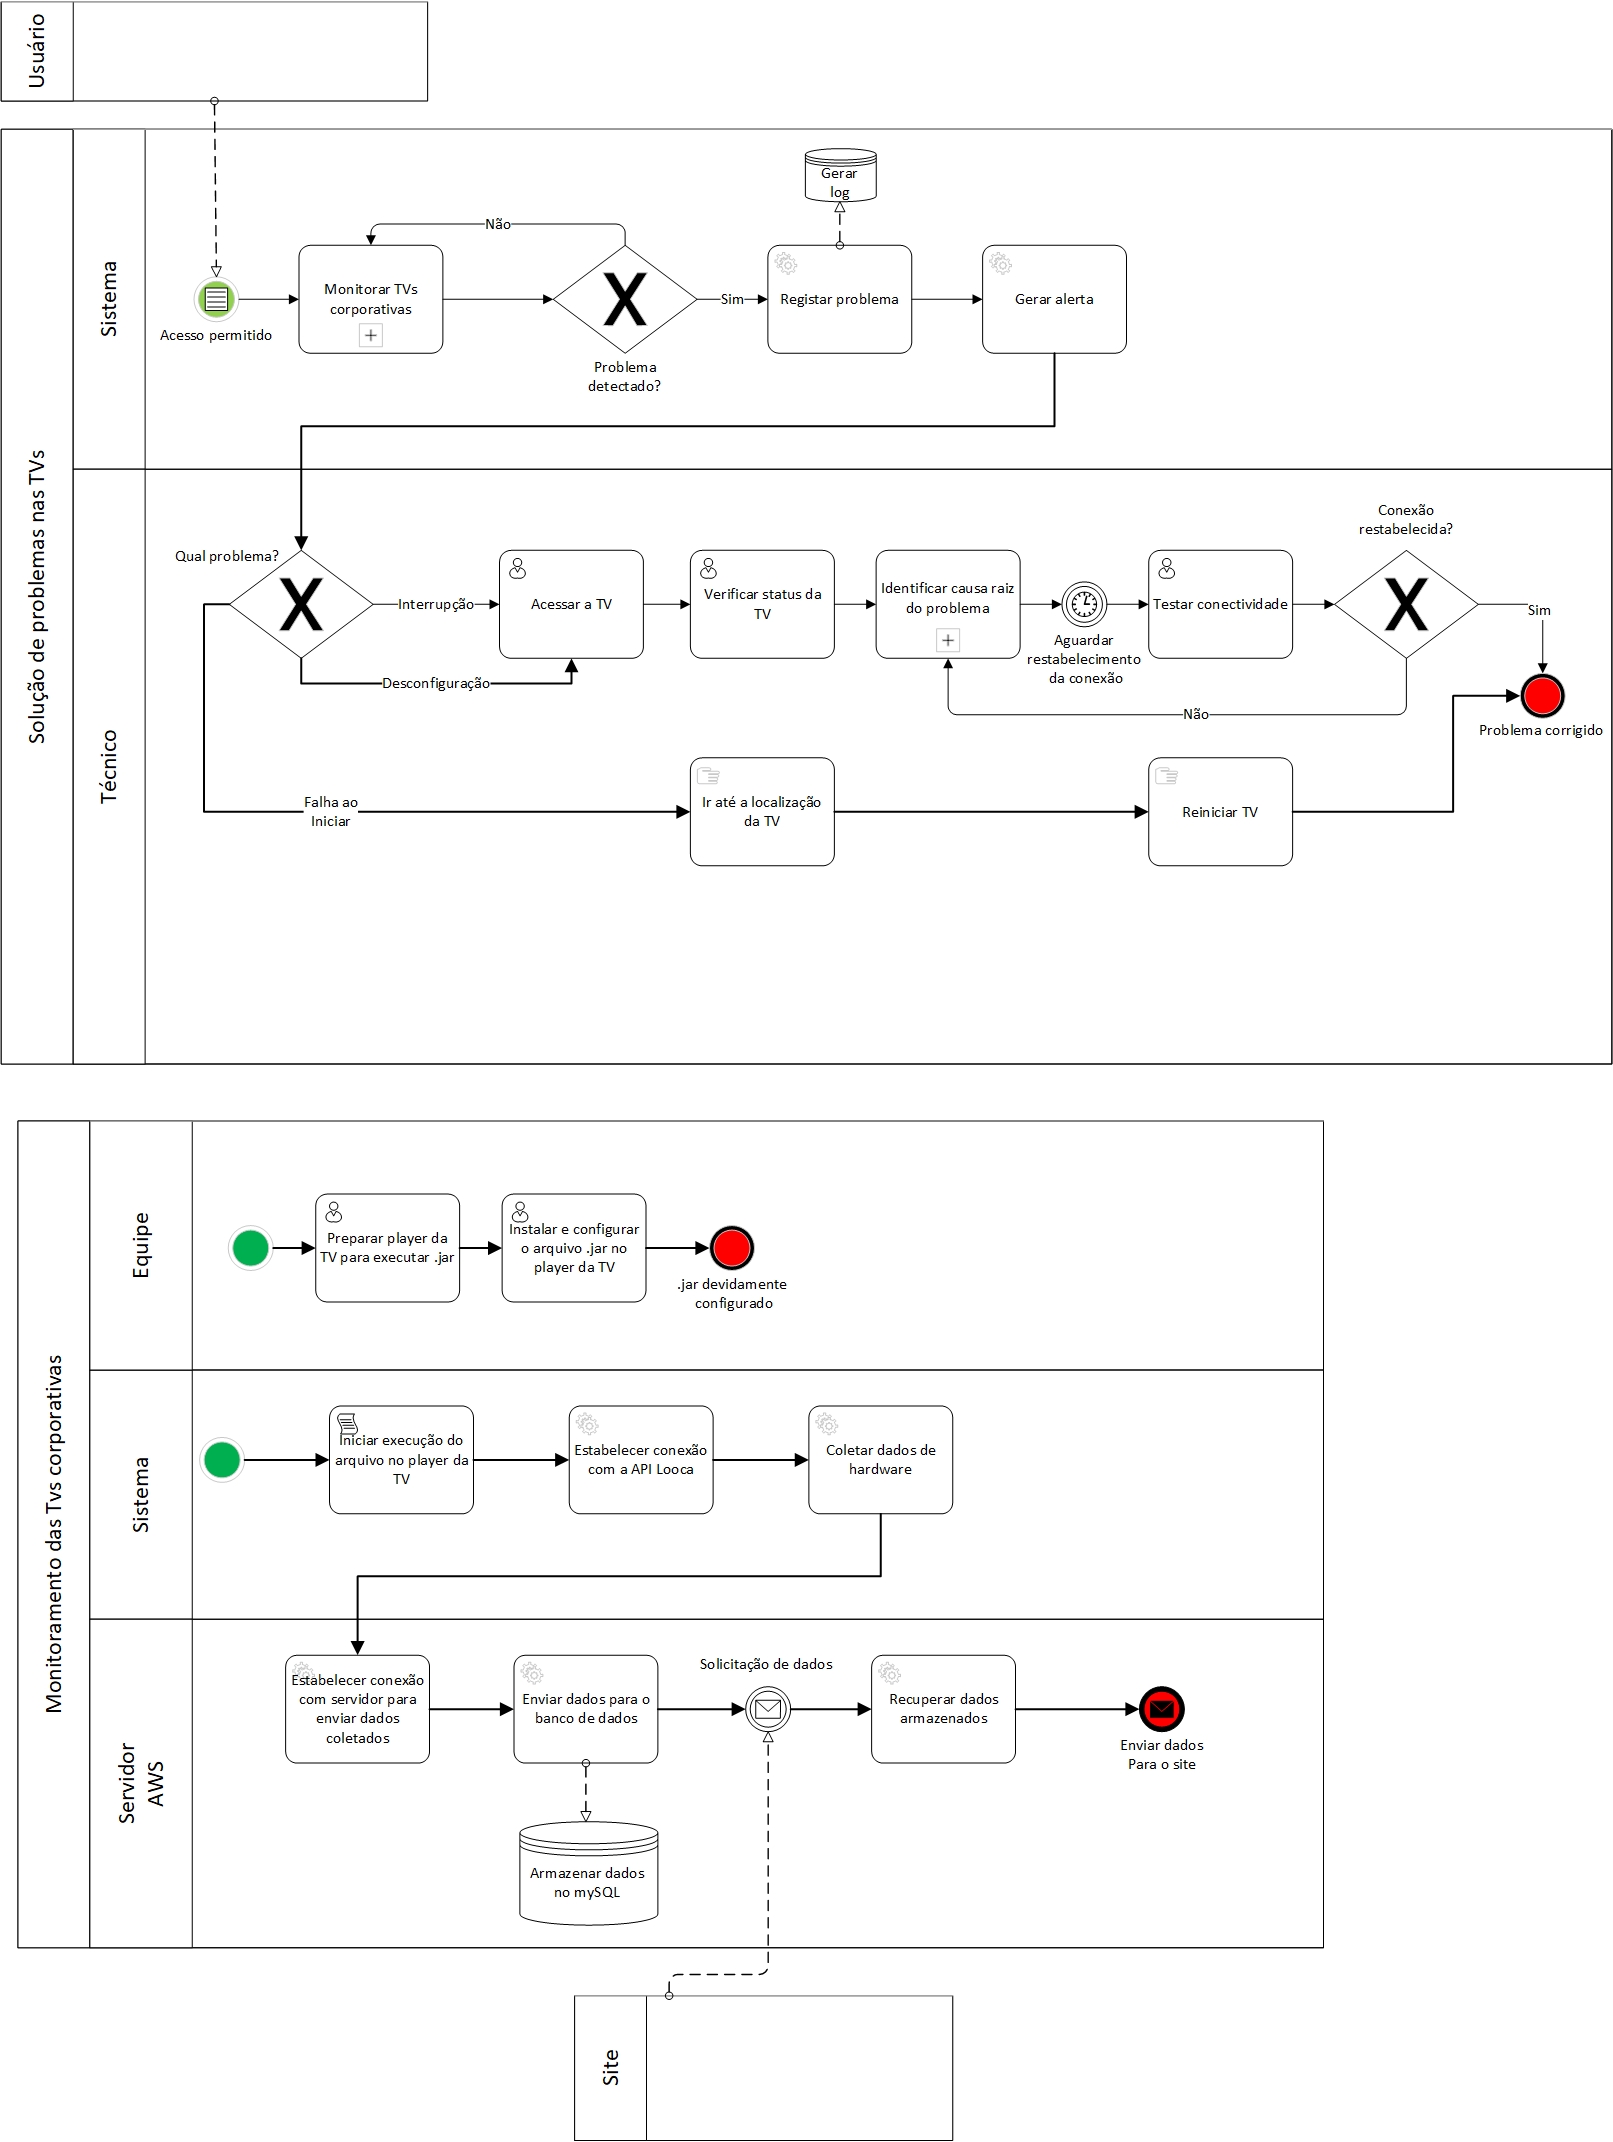 Usuário
Solução de problemas nas TVs
Sistema
Gerar
log
Não
Monitorar TVs
corporativas
Acesso permitido
Problema
detectado?
Sim
Registar problema
Gerar alerta
Técnico
Qual problema?
Interrupção
Desconfiguração
Falha ao
Iniciar
Acessar a TV
Verificar status da
TV
Identificar causa raiz
do problema
Aguardar
restabelecimento
da conexão
Testar conectividade
Conexão
restabelecida?
Sim
Não
Problema corrigido
Ir até a localização
da TV
Reiniciar TV
Monitoramento das Tvs corporativas
Equipe
Preparar player da
TV para executar .jar
Instalar e configurar
o arquivo .jar no
player da TV
.jar devidamente
configurado
Sistema
Iniciar execução do
arquivo no player da
TV
Estabelecer conexão
com a API Looca
Coletar dados de
hardware
Servidor
AWS
Estabelecer conexão
com servidor para
enviar dados
coletados
Enviar dados para o
banco de dados
Solicitação de dados
Recuperar dados
armazenados
Enviar dados
Para o site
Armazenar dados
no mySQL
Site